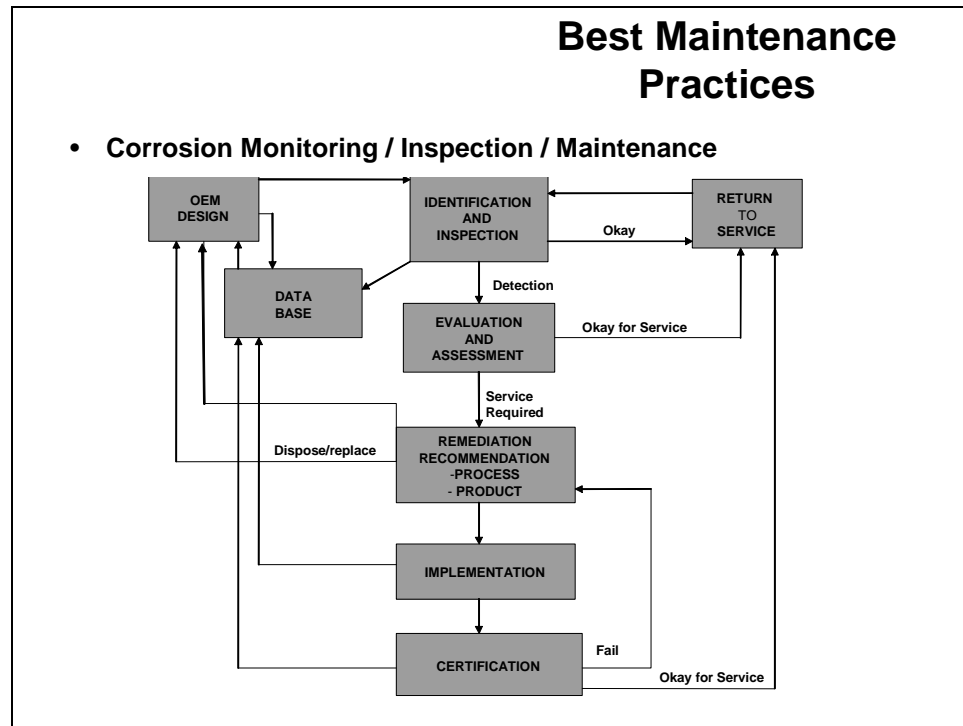 Best Maintenance
Practices
• Corrosion Monitoring / Inspection / Maintenance
OEM
DESIGN
IDENTIFICATION
AND
INSPECTION
RETURN
TO
SERVICE
Okay
DATA
BASE
Detection
EVALUATION
AND
ASSESSMENT
Okay for Service
Service
Required
Dispose/replace
REMEDIATION
RECOMMENDATION
-PROCESS
- PRODUCT
IMPLEMENTATION
CERTIFICATION
Fail
Okay for Service